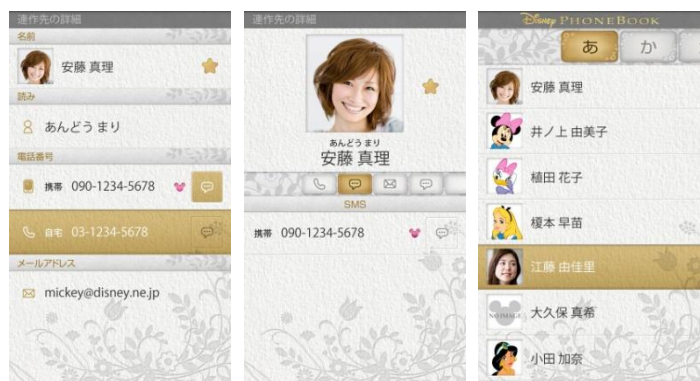 連作先の詳細
名前
安藤 真理
読み
あんどう まり
電話番号
携帯 090-1234-5678
自宅 03-1234-5678
メールアドレス
mickey@disney.ne.jp
連作先の詳細
あんどう まり
安藤 真理
SMS
携帯 090-1234-5678
Disney PHONEBOOK
あ か
安藤 真理
井ノ上 由美子
植田 花子
榎本 早苗
江藤 由佳里
NO IMAGE 大久保 真希
小田 加奈